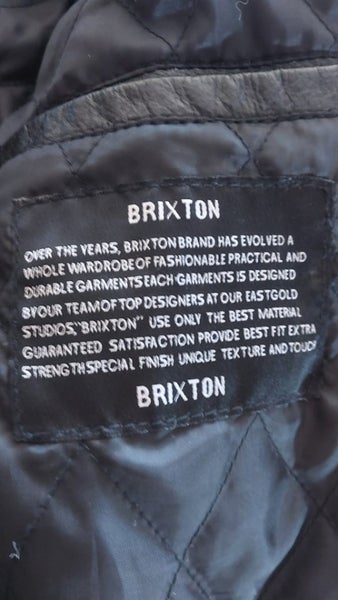 BRIXTON
OVER THE YEARS, BRIXTON BRAND HAS EVOLVED A
WHOLE WARDROBE OF FASHIONABLE PRACTICAL AND
DURABLE GARMENTS EACH GARMENTS IS DESIGNED
BYOUR TEAM OF TOP DESIGNERS AT OUR EASTGOLD
STUDIOS,"BRIXTON" USE ONLY THE BEST MATERIAL
GUARANTEED SATISFACTION PROVIDE BEST FIT EXTRA
STRENGTH SPECIAL FINISH UNIQUE TEXTURE AND TOUCH
BRIXTON